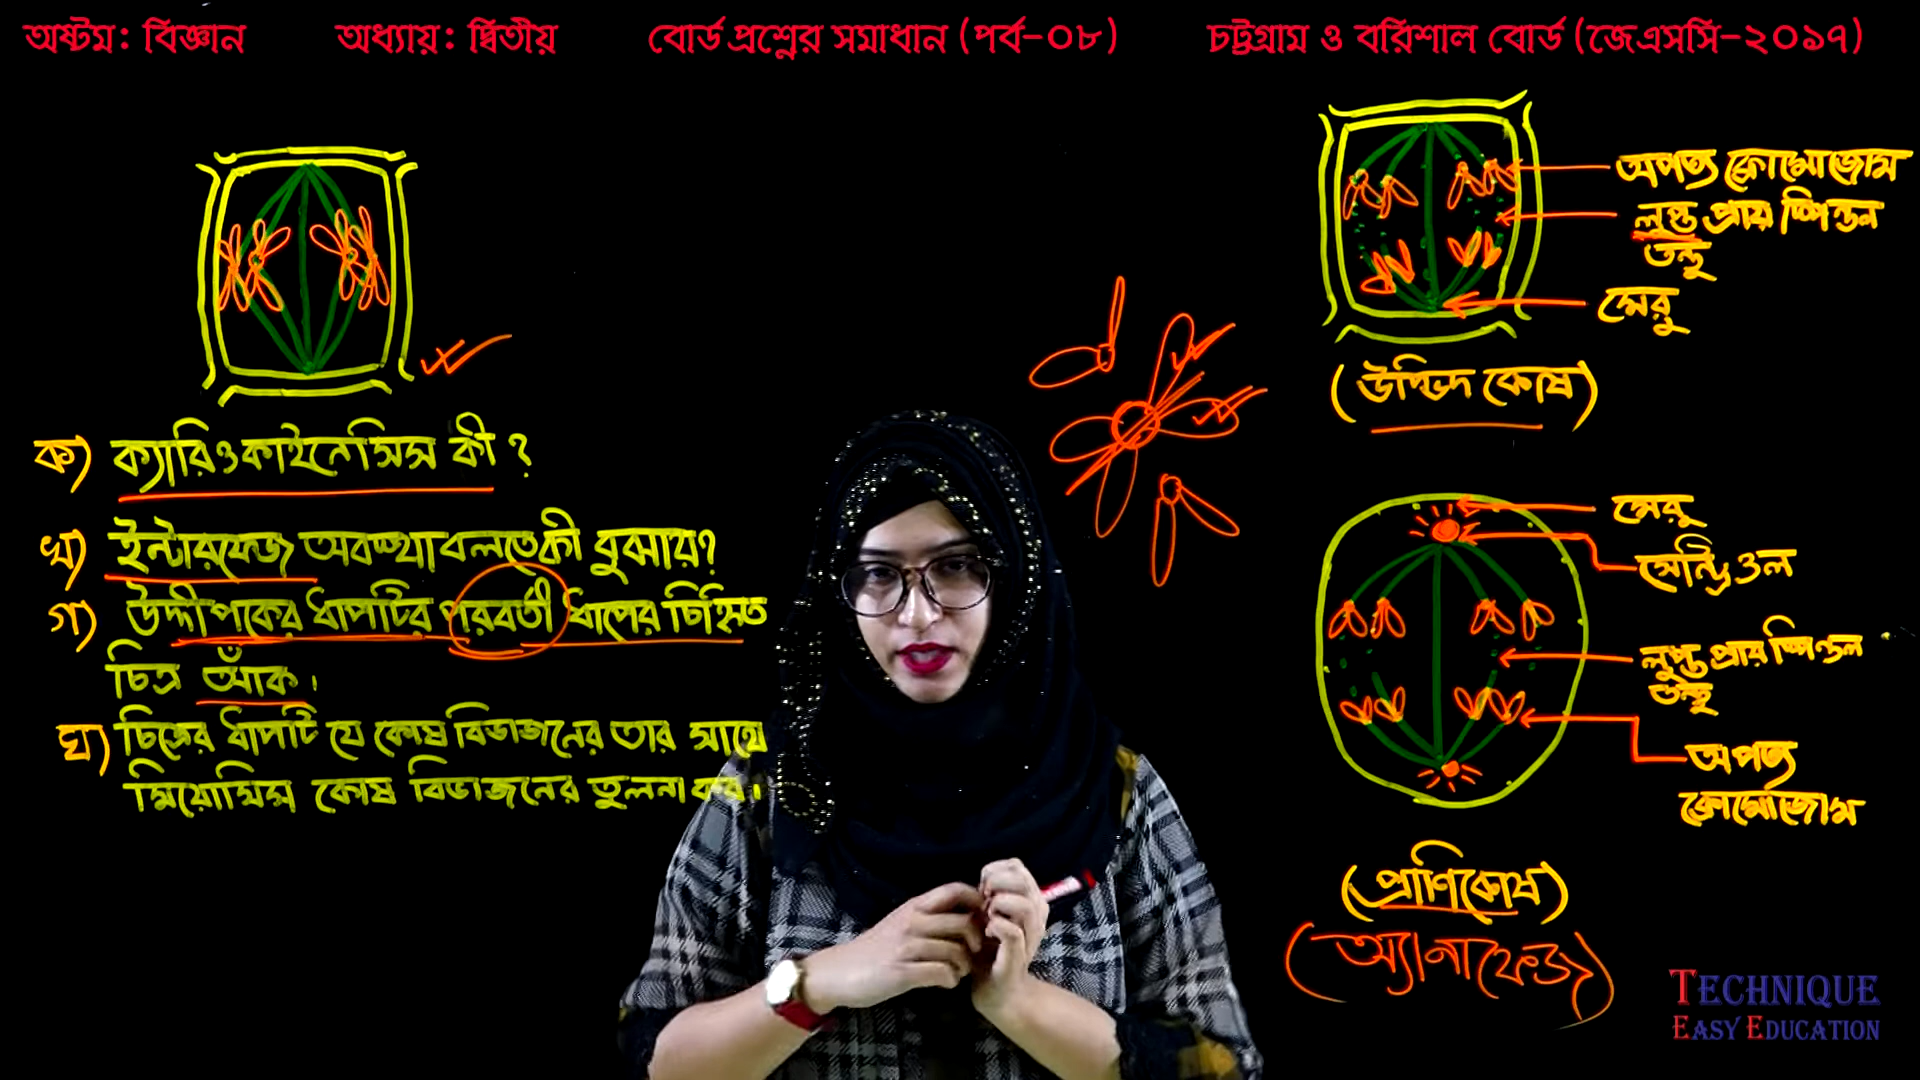 অষ্টম: বিজ্ঞান অধ্যায়: দ্বিতীয় বোর্ড প্রশ্নের সমাধান (পর্ব-০৮) চট্টগ্রাম ও বরিশাল বোর্ড (জেএসসি-২০১৭)
ক) ক্যারিওকাইনেসিস কী ?
খ) ইন্টারফেজ অবস্থা বলতে কী বুঝায়?
গ) উদ্দীপকের ধাপটির পরবর্তী ধাপের চিহ্নিত
চিত্র আঁক।
ঘ) চিত্রের ধাপটি যে কোষ বিভাজনের তার সাথে
মিয়োসিস কোষ বিভাজনের তুলনা কর।
অপত্য ক্রোমোজোম
লুপ্ত প্রায় স্পিন্ডল
তন্তু
মেরু
(উদ্ভিদ কোষ)
মেরু
সেন্ট্রিওল
লুপ্ত প্রায় স্পিন্ডল
তন্তু
অপত্য
ক্রোমোজোম
(প্রাণিকোষ)
(অ্যানাফেজ)
TECHNIQUE
EASY EDUCATION